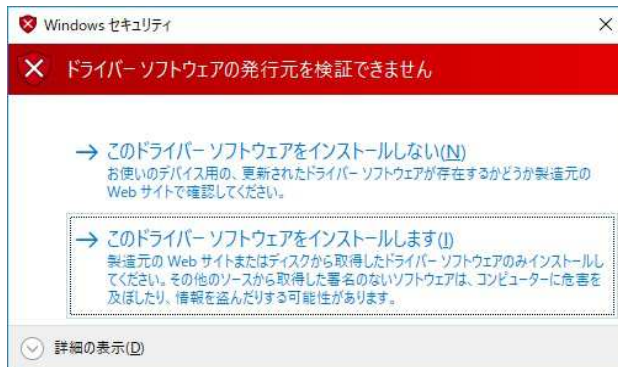 Windows セキュリティ
ドライバー ソフトウェアの発行元を検証できません
このドライバー ソフトウェアをインストールしない(N)
お使いのデバイス用の、更新されたドライバー ソフトウェアが存在するかどうか製造元の
Web サイトで確認してください。
このドライバー ソフトウェアをインストールします(I)
製造元の Web サイトまたはディスクから取得したドライバー ソフトウェアのみインストールし
てください。その他のソースから取得した署名のないソフトウェアは、コンピューターに危害を
及ぼしたり、情報を盗んだりする可能性があります。
詳細の表示(D)